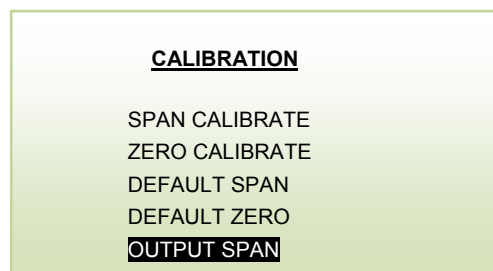 CALIBRATION
SPAN CALIBRATE
ZERO CALIBRATE
DEFAULT SPAN
DEFAULT ZERO
OUTPUT SPAN